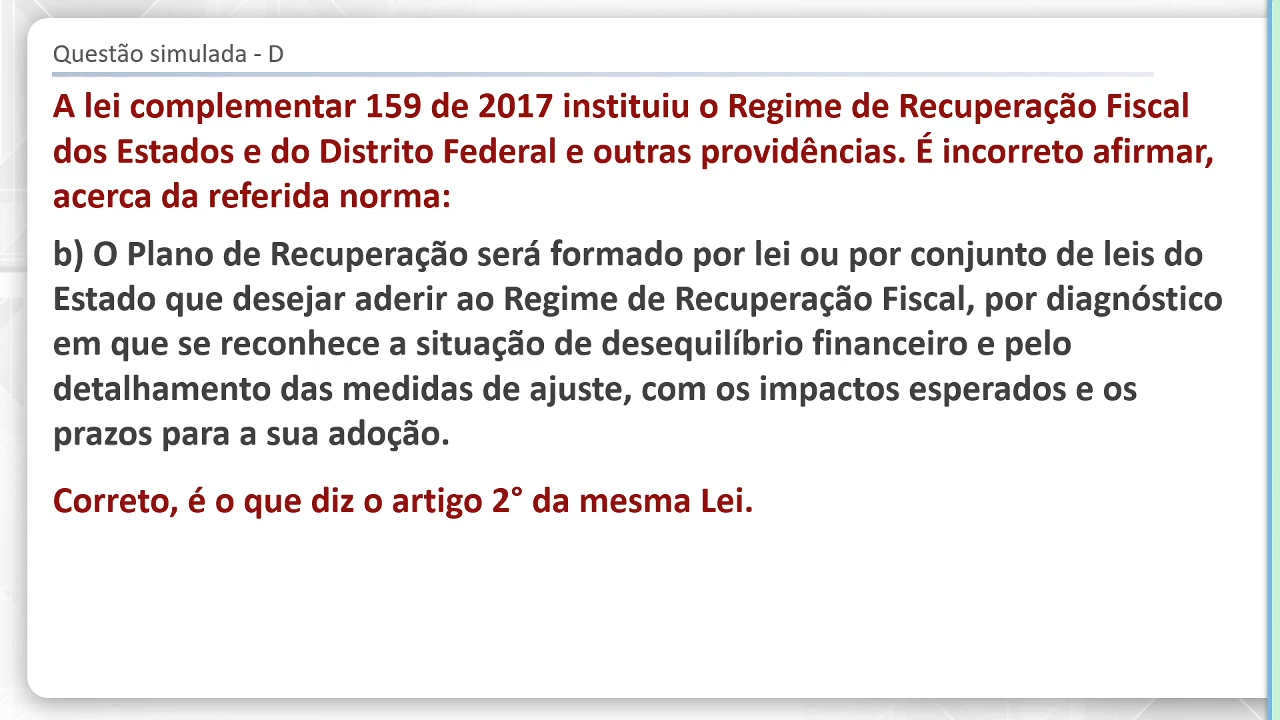 Questão simulada - D
A lei complementar 159 de 2017 instituiu o Regime de Recuperação Fiscal
dos Estados e do Distrito Federal e outras providências. É incorreto afirmar,
acerca da referida norma:
b) O Plano de Recuperação será formado por lei ou por conjunto de leis do
Estado que desejar aderir ao Regime de Recuperação Fiscal, por diagnóstico
em que se reconhece a situação de desequilíbrio financeiro e pelo
detalhamento das medidas de ajuste, com os impactos esperados e os
prazos para a sua adoção.
Correto, é o que diz o artigo 2° da mesma Lei.